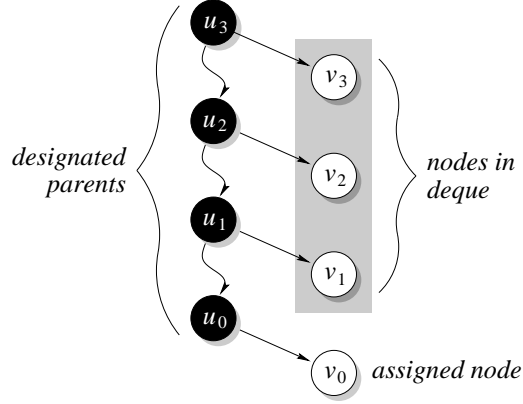 u3
v3
u2
designated
parents
v2
nodes in
deque
u1
v1
u0
v0
assigned node